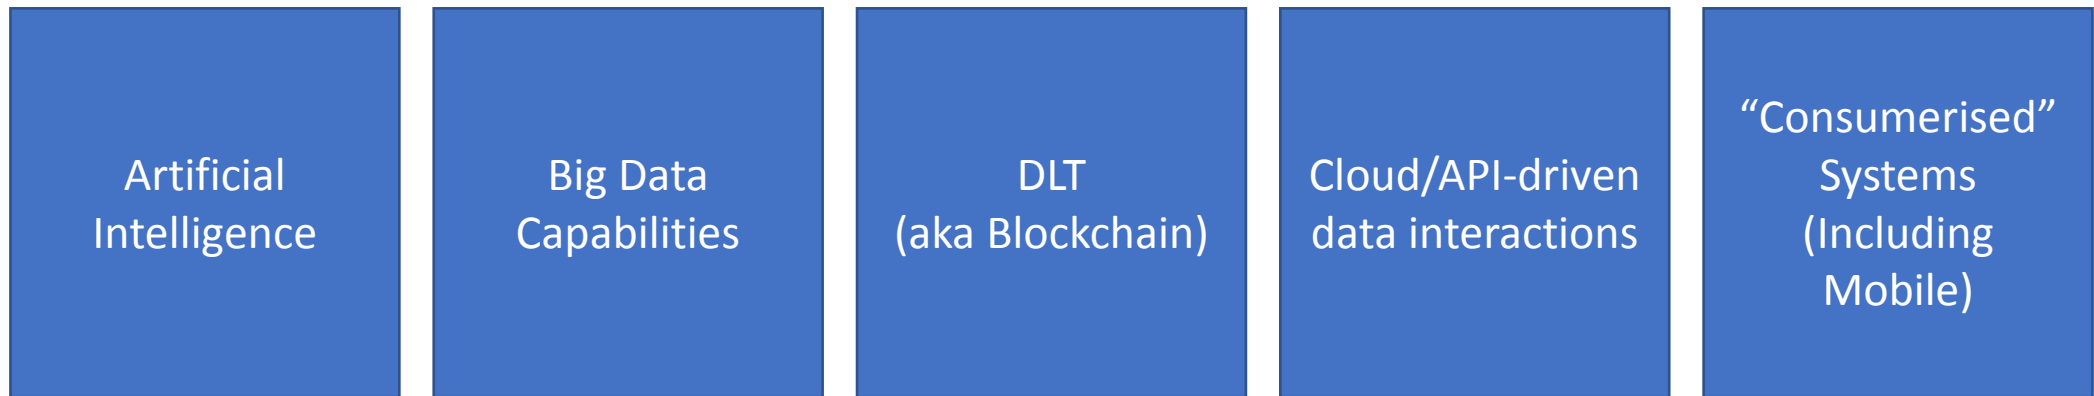 Artificial
Intelligence
Big Data
Capabilities
DLT
(aka Blockchain)
Cloud/API-driven
data interactions
“Consumerised”
Systems
(Including
Mobile)